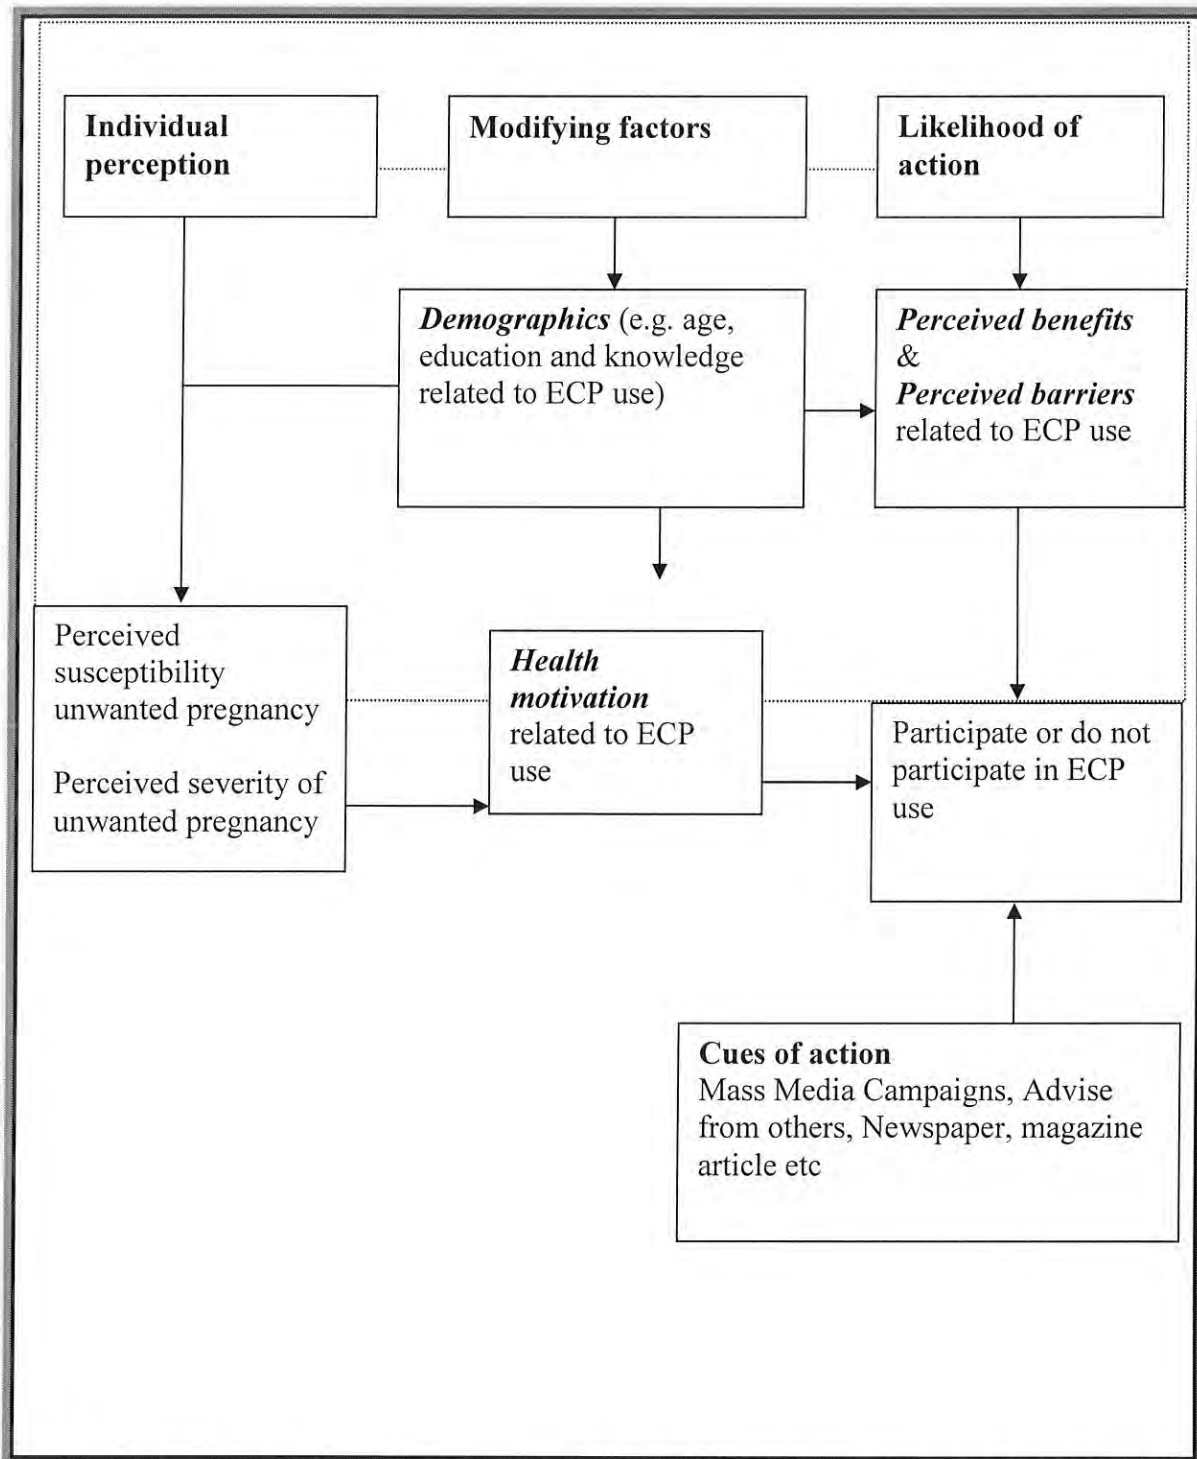 Individual
perception
Modifying factors
Likelihood of
action
Demographics (e.g. age,
education and knowledge
related to ECP use)
Perceived benefits
&
Perceived barriers
related to ECP use
Perceived
susceptibility
unwanted pregnancy
Perceived severity of
unwanted pregnancy
Health
motivation
related to ECP
use
Participate or do not
participate in ECP
use
Cues of action
Mass Media Campaigns, Advise
from others, Newspaper, magazine
article etc